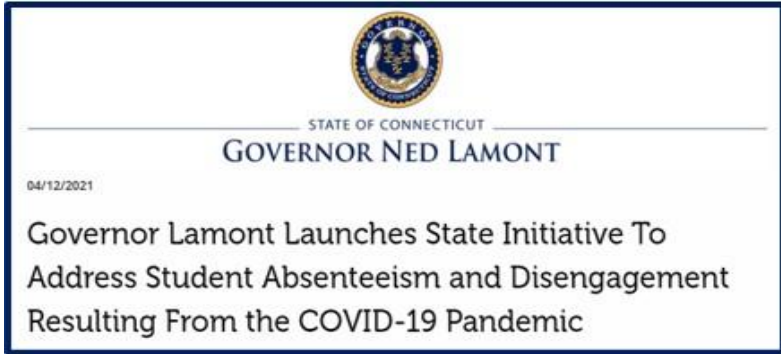 STATE OF CONNECTICUT
GOVERNOR NED LAMONT
04/12/2021
Governor Lamont Launches State Initiative To
Address Student Absenteeism and Disengagement
Resulting From the COVID-19 Pandemic